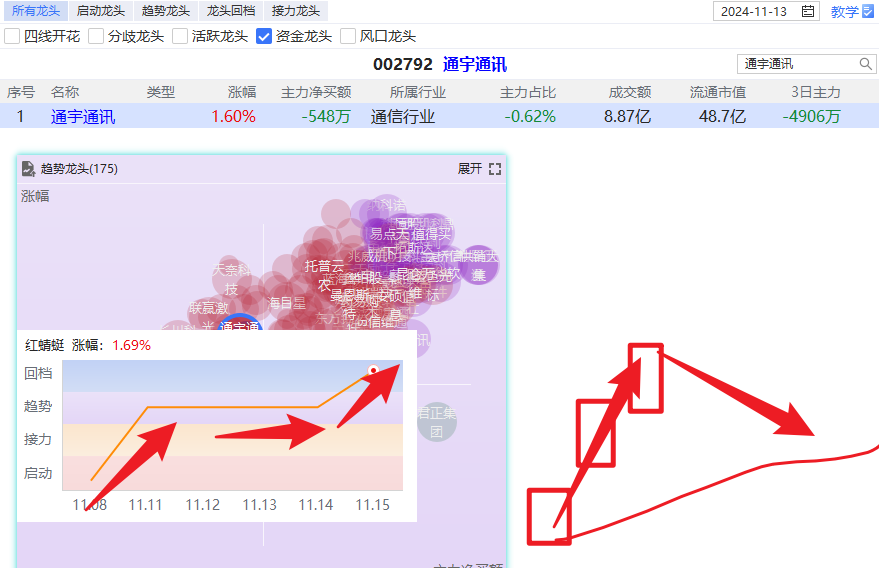 所有龙头 启动龙头 趋势龙头 龙头回档 接力龙头 2024-11-13 教学
四线开花 分歧龙头 活跃龙头 资金龙头 风口龙头
002792 通宇通讯 通宇通讯
序号 名称 类型 涨幅 主力净买额 所属行业 主力占比 成交额 流通市值 3日主力
1 通宇通讯 1.60% -548万 通信行业 -0.62% 8.87亿 48.7亿 -4906万
趋势龙头(175) 展开
涨幅
易点天 值得买
天奈科技
托普云农
海目星
联赢激
通宇通
君正集团
红蜻蜓 涨幅: 1.69%
回档
趋势
接力
启动
11.08 11.11 11.12 11.13 11.14 11.15